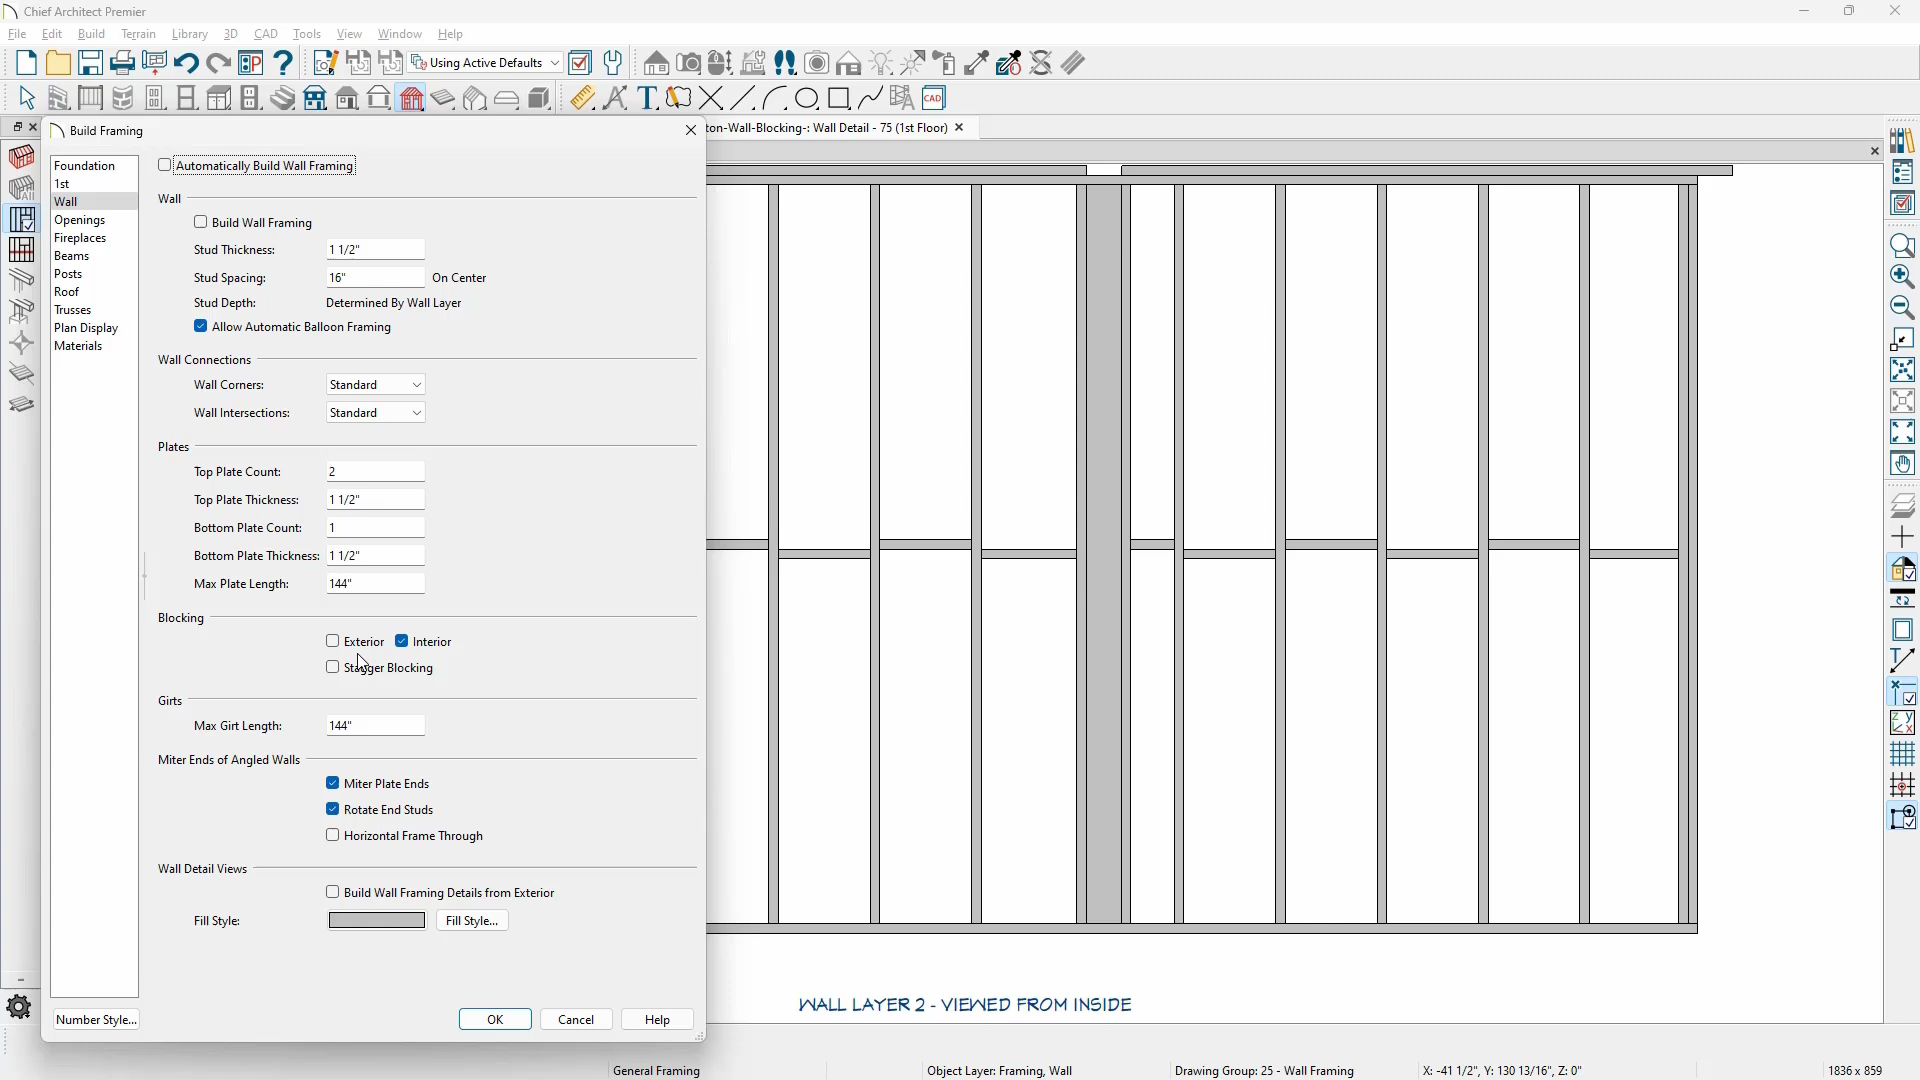 Chief Architect Premier
File Edit Build Terrain Library 3D CAD Tools View Window Help
Using Active Defaults
Build Framing
ton-Wall-Blocking-: Wall Detail - 75 (1st Floor)
Foundation
1st
Wall
Openings
Fireplaces
Beams
Posts
Roof
Trusses
Plan Display
Materials
Automatically Build Wall Framing
Wall
Build Wall Framing
Stud Thickness: 1 1/2"
Stud Spacing: 16" On Center
Stud Depth: Determined By Wall Layer
Allow Automatic Balloon Framing
Wall Connections
Wall Corners: Standard
Wall Intersections: Standard
Plates
Top Plate Count: 2
Top Plate Thickness: 1 1/2"
Bottom Plate Count: 1
Bottom Plate Thickness: 1 1/2"
Max Plate Length: 144"
Blocking
Exterior Interior
Stagger Blocking
Girts
Max Girt Length: 144"
Miter Ends of Angled Walls
Miter Plate Ends
Rotate End Studs
Horizontal Frame Through
Wall Detail Views
Build Wall Framing Details from Exterior
Fill Style: Fill Style...
Number Style... OK Cancel Help
WALL LAYER 2 - VIEWED FROM INSIDE
General Framing Object Layer: Framing, Wall Drawing Group: 25 - Wall Framing X: -41 1/2", Y: 130 13/16", Z: 0" 1836 x 859